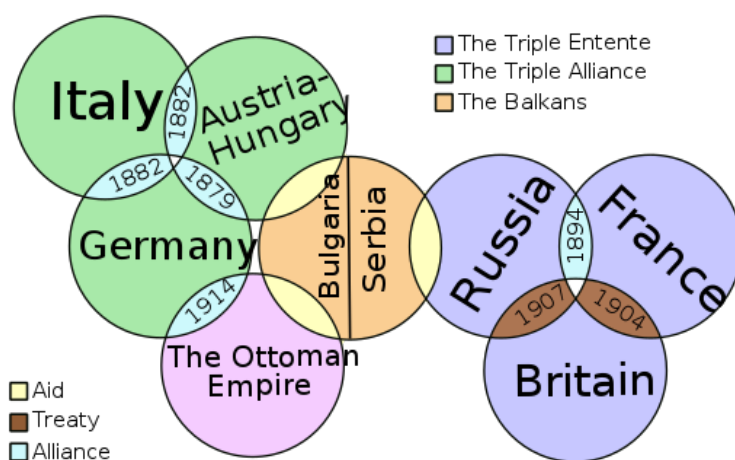 The Triple Entente
The Triple Alliance
The Balkans
Italy
Austria-
Hungary
1882
1882
1879
Germany
Bulgaria
Serbia
Russia
France
1894
1914
1907
1904
The Ottoman
Empire
Britain
Aid
Treaty
Alliance